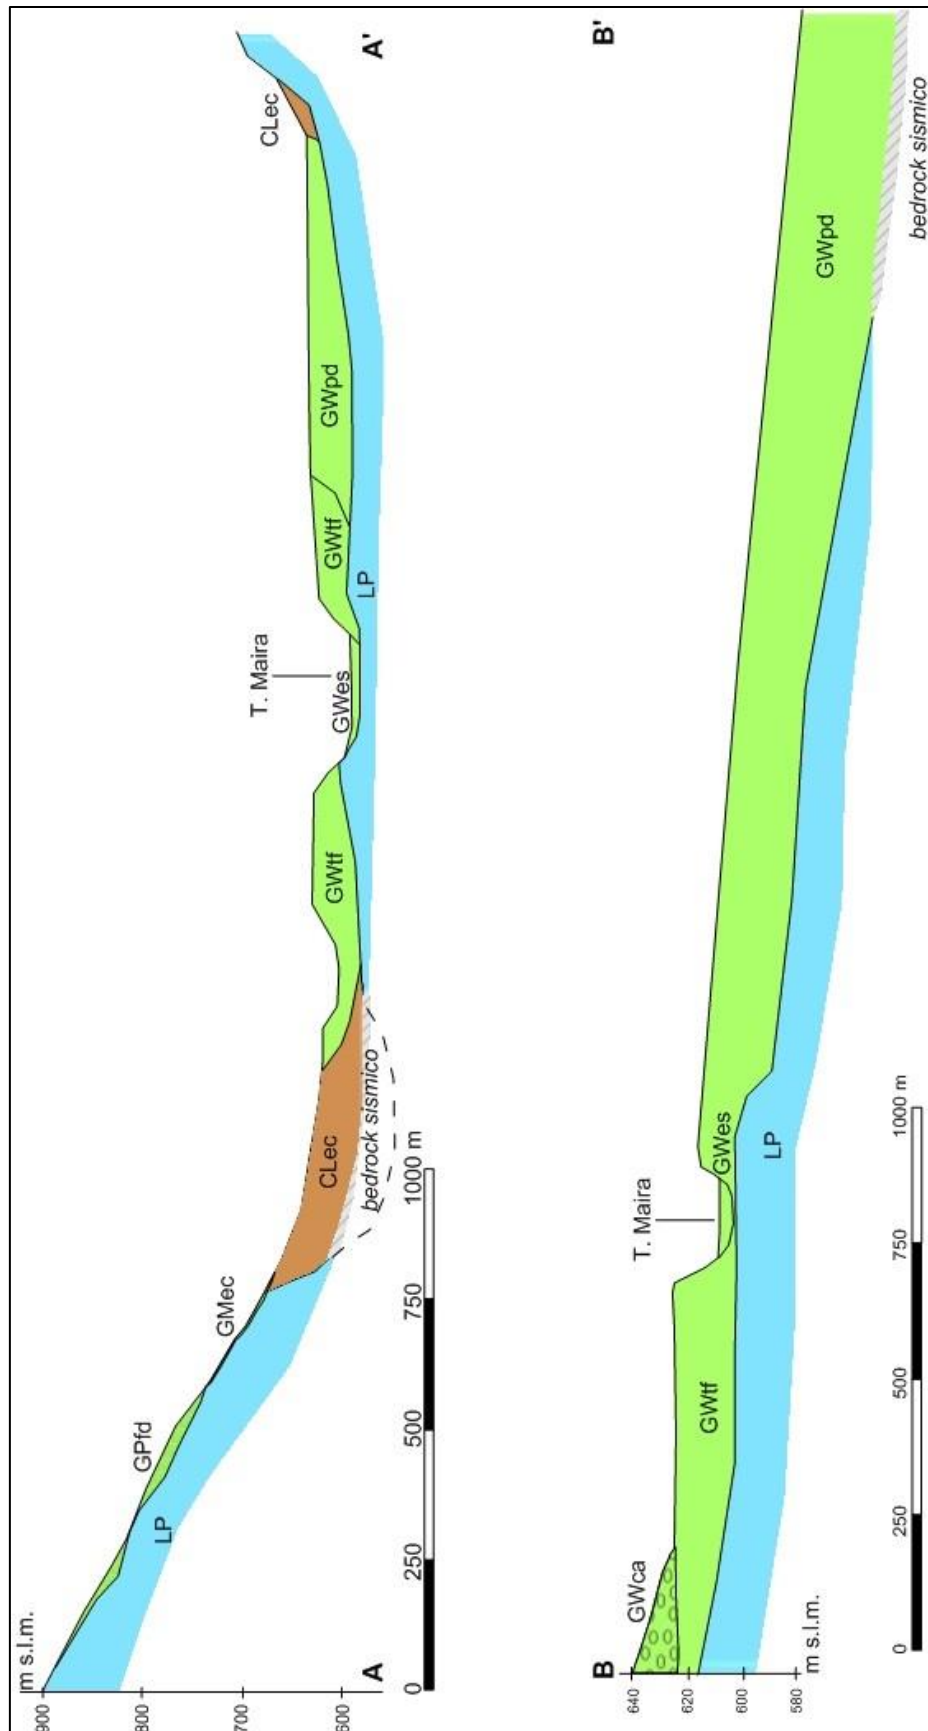 m s.l.m.
900
800
700
600
A
A'
LP
GPfd
GMec
CLec
bedrock sismico
GWtf
GWes
T. Maira
LP
GWtf
GWpd
CLec
0
250
500
750
1000 m
B
B'
640
620
600
580
m s.l.m.
GWca
GWtf
T. Maira
GWes
LP
GWpd
bedrock sismico
0
250
500
750
1000 m